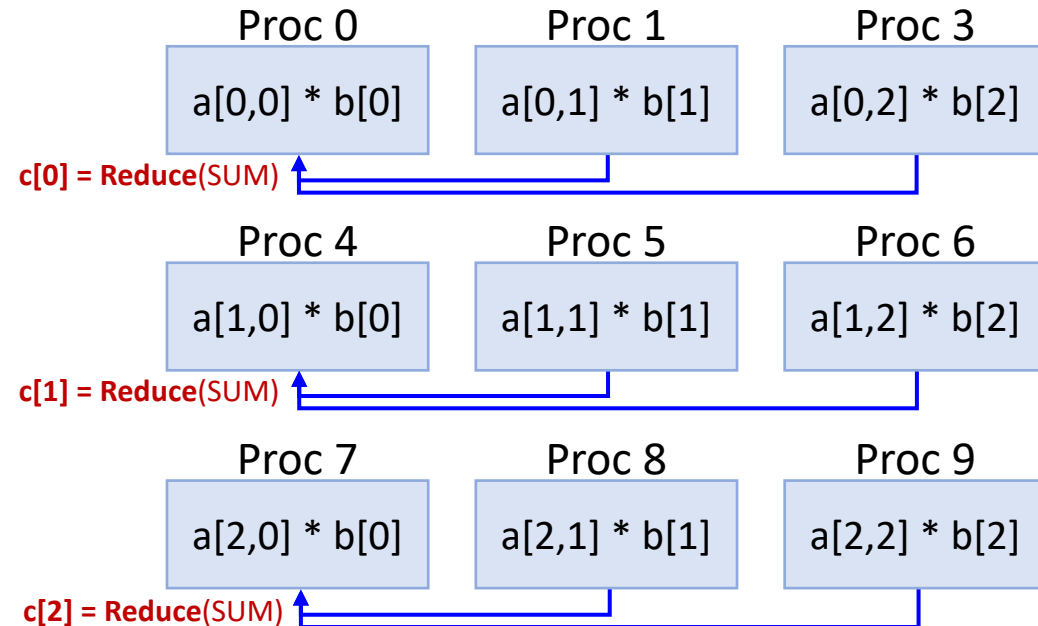 Proc 0 Proc 1 Proc 3
a[0,0] * b[0] a[0,1] * b[1] a[0,2] * b[2]
c[0] = Reduce(SUM)
Proc 4 Proc 5 Proc 6
a[1,0] * b[0] a[1,1] * b[1] a[1,2] * b[2]
c[1] = Reduce(SUM)
Proc 7 Proc 8 Proc 9
a[2,0] * b[0] a[2,1] * b[1] a[2,2] * b[2]
c[2] = Reduce(SUM)